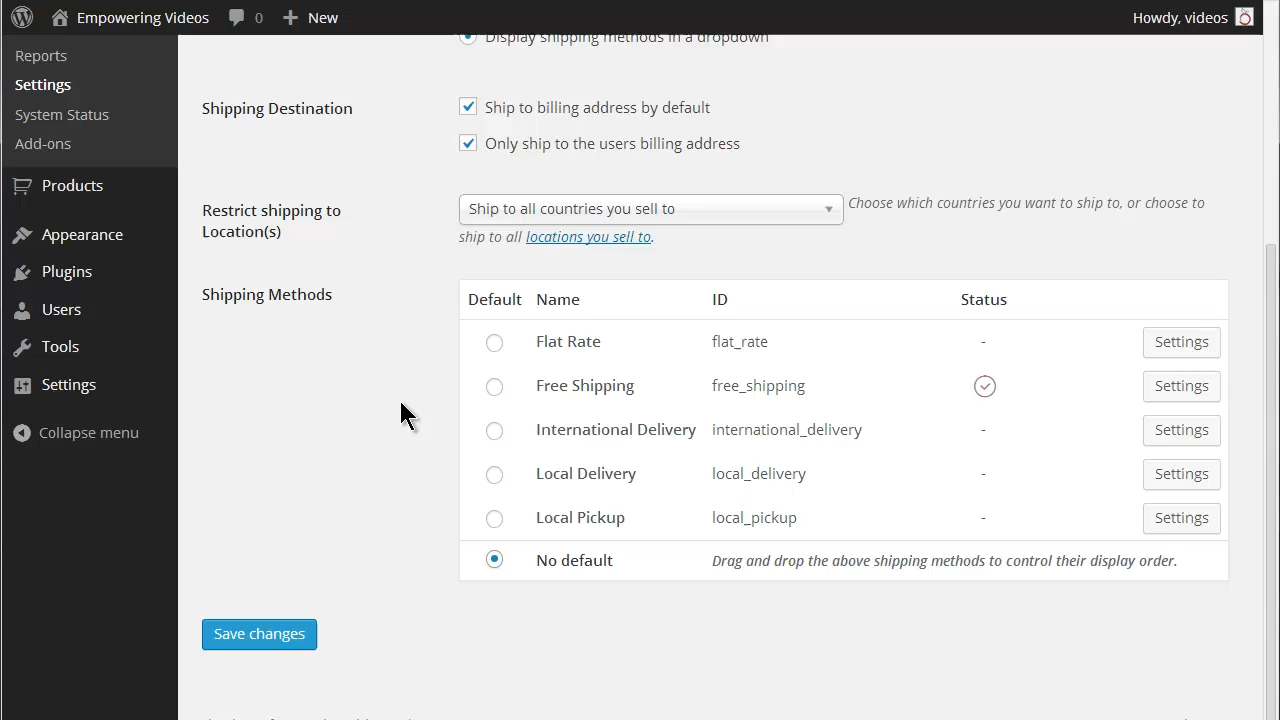 Empowering Videos 0 New Howdy, videos
Reports
Settings
System Status
Add-ons
Products
Appearance
Plugins
Users
Tools
Settings
Collapse menu
Display shipping methods in a dropdown
Shipping Destination
Ship to billing address by default
Only ship to the users billing address
Restrict shipping to
Location(s)
Ship to all countries you sell to
Choose which countries you want to ship to, or choose to
ship to all locations you sell to.
Shipping Methods
Default Name ID Status
Flat Rate flat_rate - Settings
Free Shipping free_shipping Settings
International Delivery international_delivery - Settings
Local Delivery local_delivery - Settings
Local Pickup local_pickup - Settings
No default Drag and drop the above shipping methods to control their display order.
Save changes